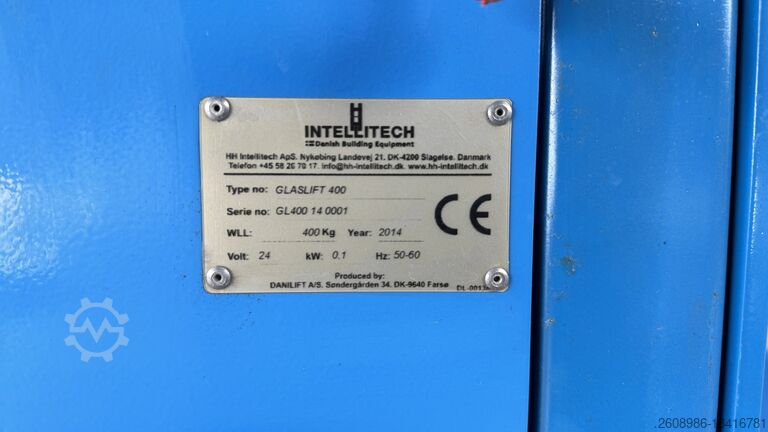 INTELLITECH
Danish Building Equipment
HH Intellitech ApS. Nykøbing Landevej 21. DK-4200 Slagelse. Danmark
Telefon +45 58 26 70 17. info@hh-intellitech.dk. www.hh-intellitech.dk
Type no: GLASLIFT 400
Serie no: GL400 14 0001
WLL: 400 Kg Year: 2014
CE
Volt: 24 kW: 0.1 Hz: 50-60
Produced by:
DANILIFT A/S. Søndergården 34. DK-9640 Farsø
2608986-16416781